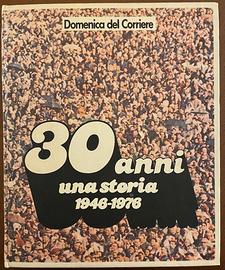 Domenica del Corriere
30 anni
una storia
1946-1976